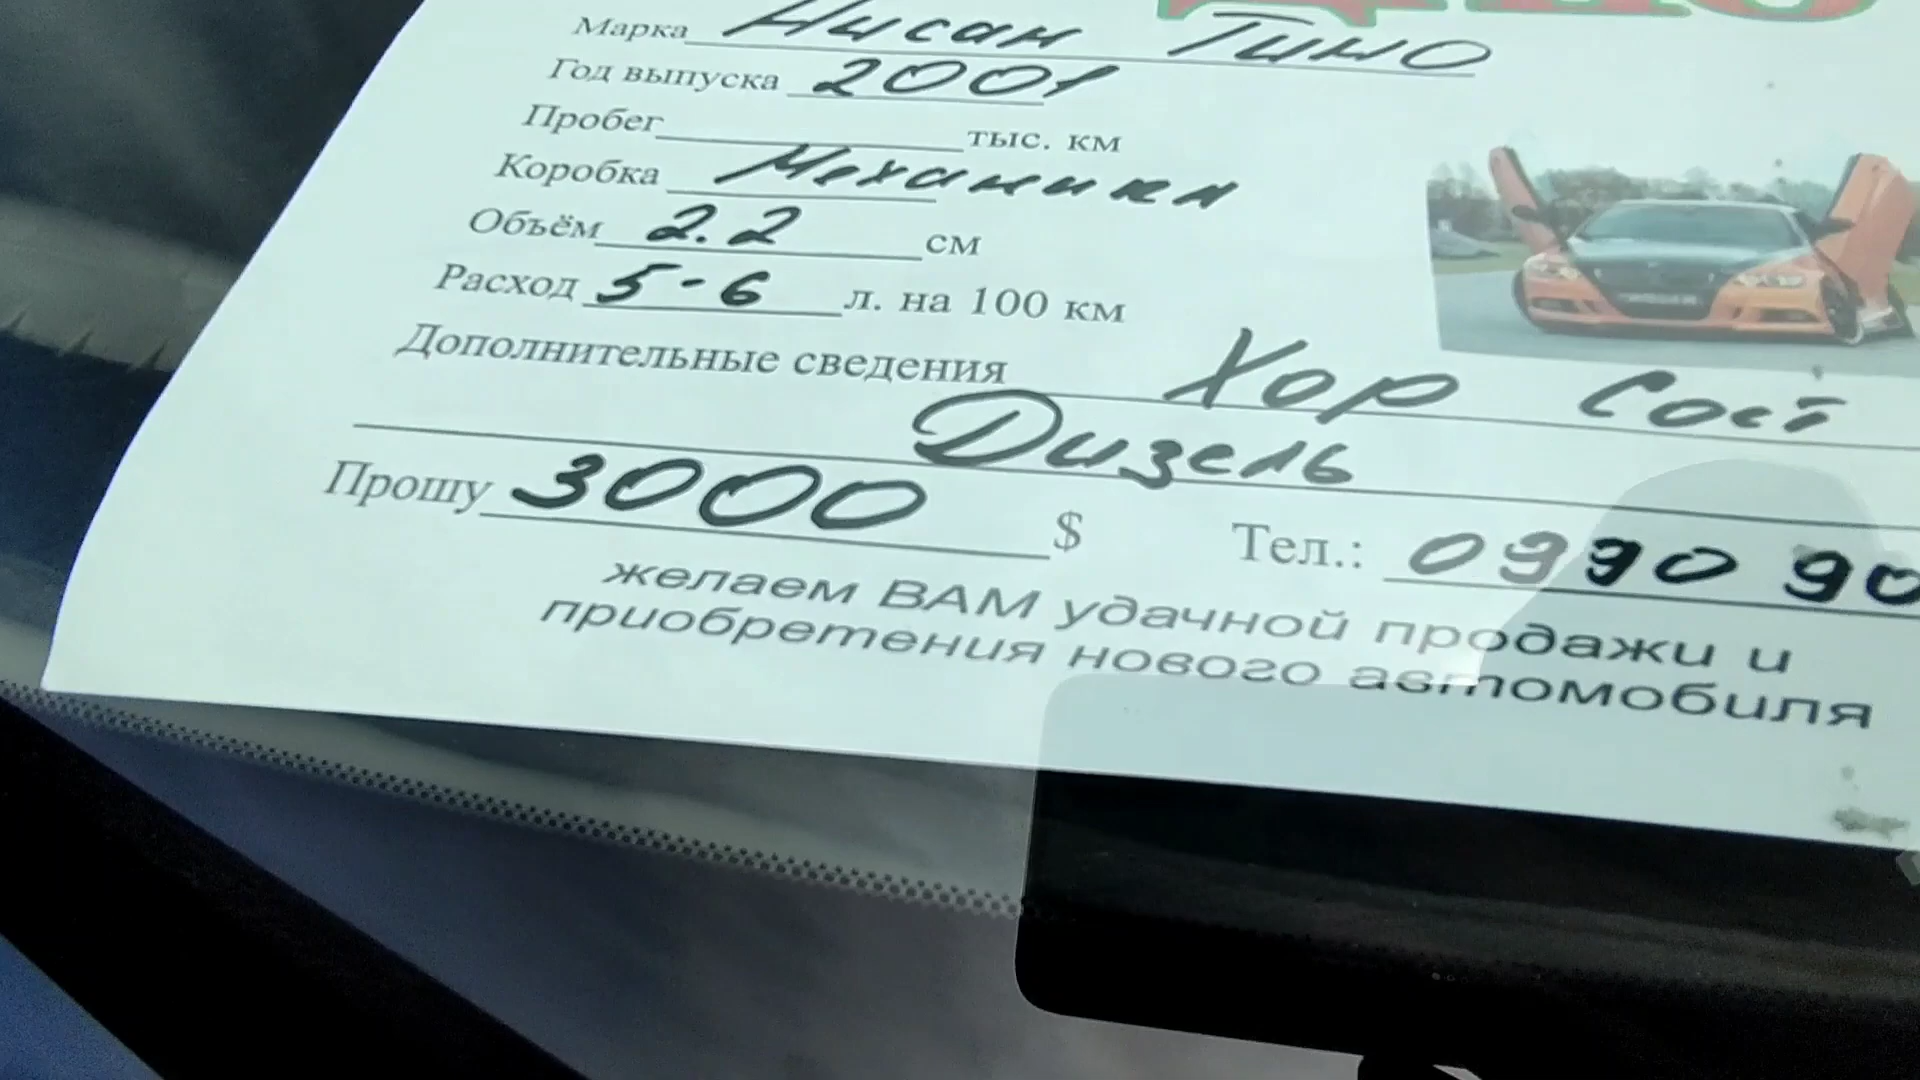 Марка Нисан Тино
Год выпуска 2001
Пробег тыс. км
Коробка Механика
Объём 2.2 см
Расход 5-6 л. на 100 км
Дополнительные сведения Хор Сост
Дизель
Прошу 3000 $ Тел.: 0990 90
желаем ВАМ удачной продажи и
приобретения нового автомобиля